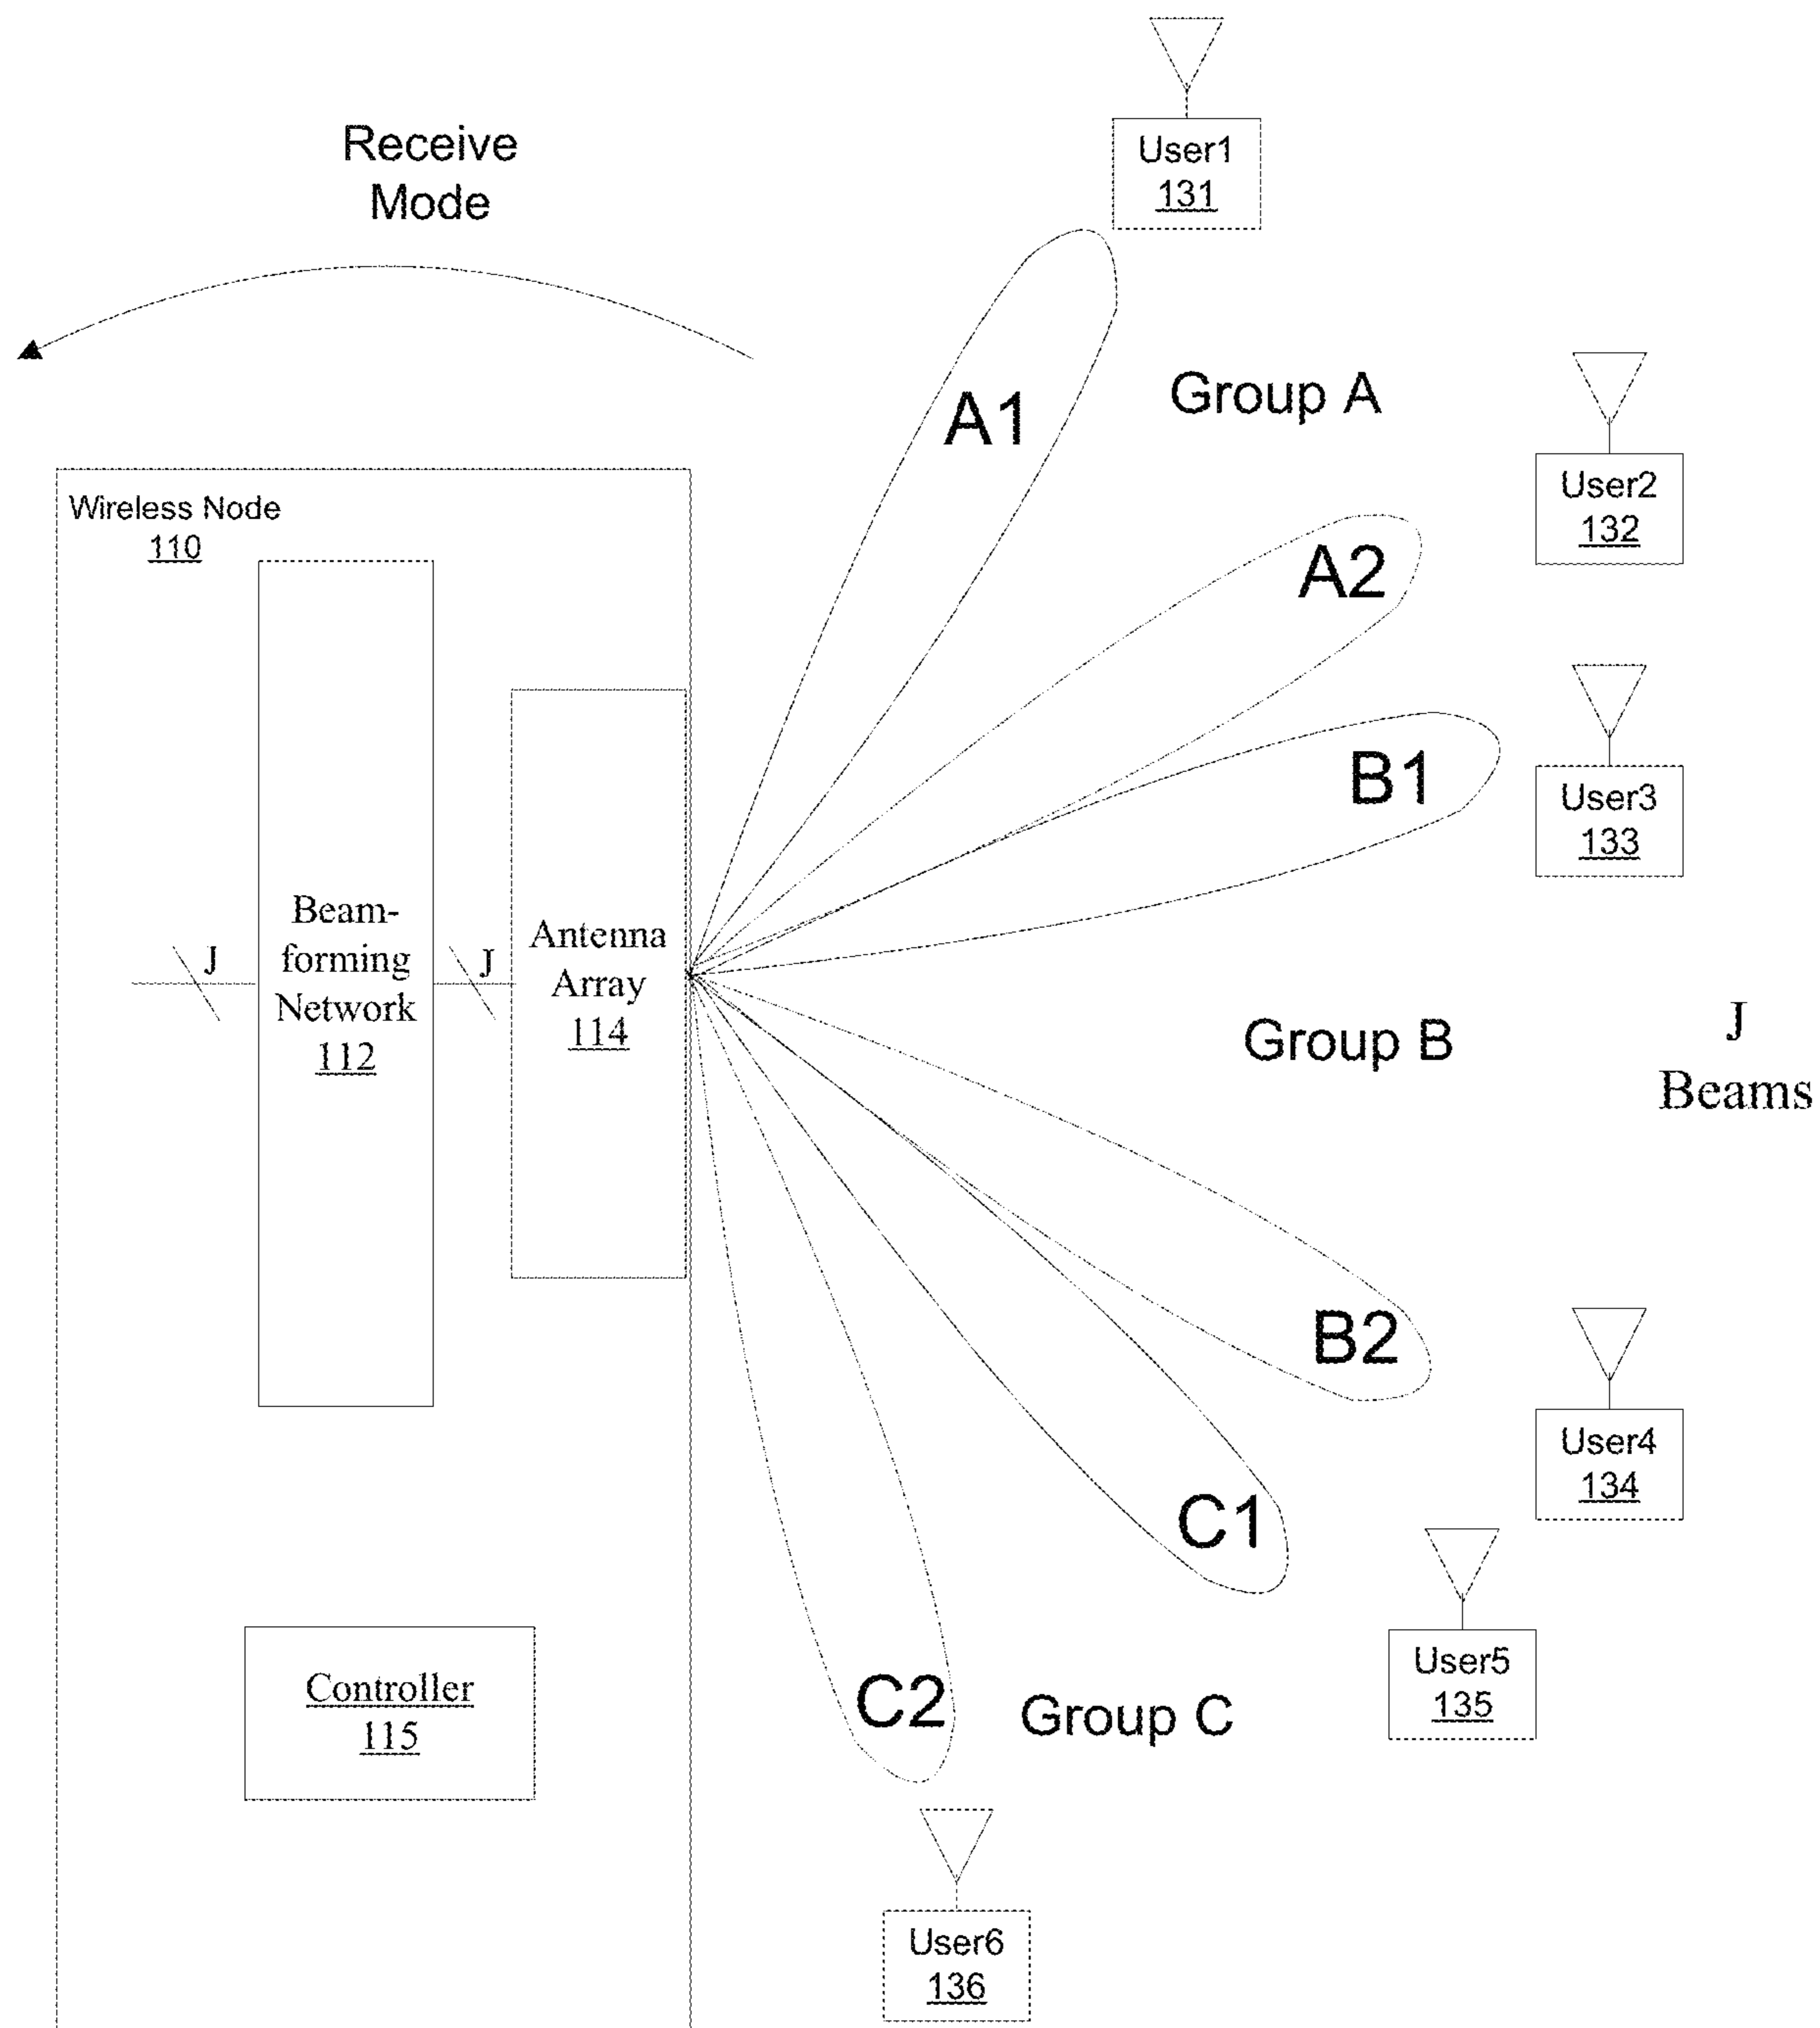 User1
131
Receive
Mode
Group A
A1
User2
132
Wireless Node
110
A2
User3
133
B1
Beam-
forming
Network
112
J
J
Antenna
Array
114
Group B
J
Beams
B2
User4
134
C1
User5
135
Controller
115
C2
Group C
User6
136